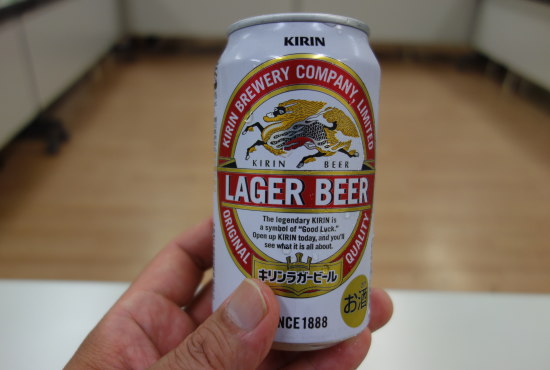 KIRIN
KIRIN BREWERY COMPANY, LIMITED
KIRIN BEER
LAGER BEER
The legendary KIRIN is
a symbol of "Good Luck."
Open up KIRIN today, and you'll
see what it is all about.
ORIGINAL QUALITY
キリンラガービール
お酒
NCE 1888